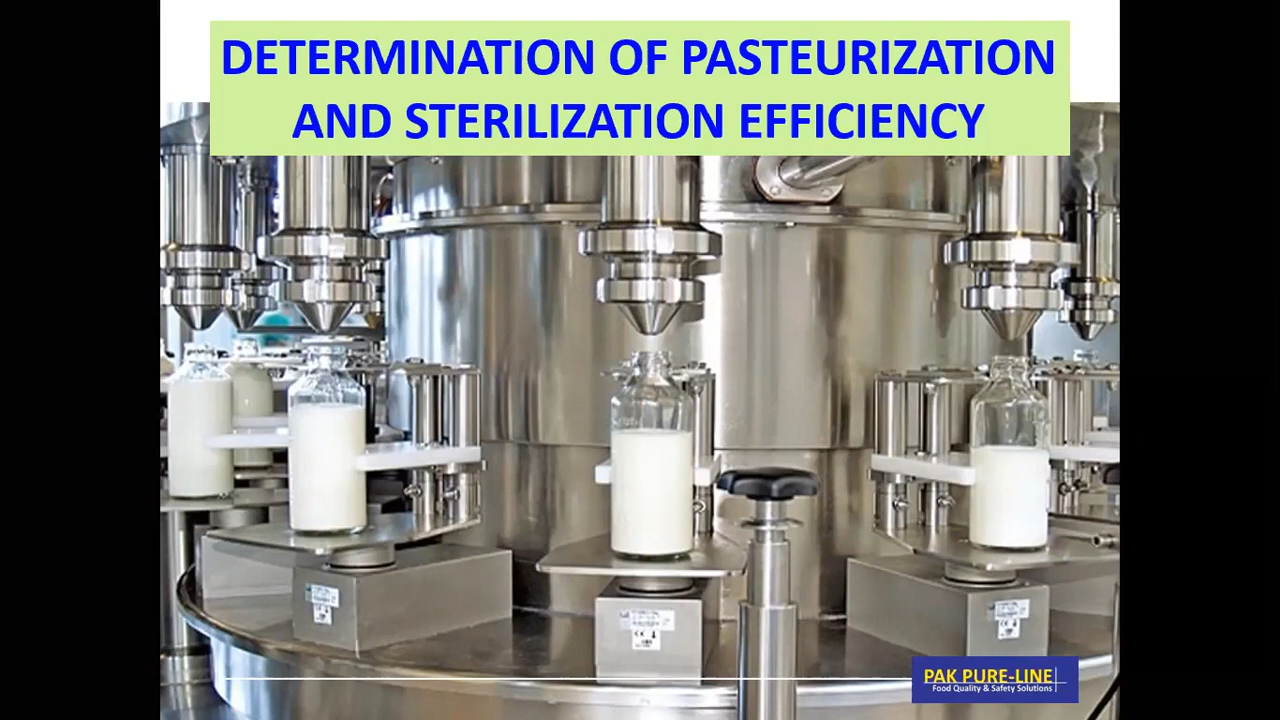 DETERMINATION OF PASTEURIZATION
AND STERILIZATION EFFICIENCY
PAK PURE-LINE
Food Quality & Safety Solutions